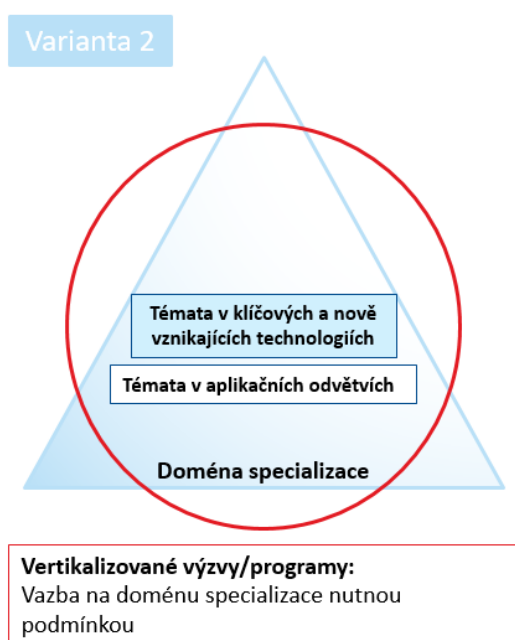 Varianta 2
Témata v klíčových a nově
vznikajících technologiích
Témata v aplikačních odvětvích
Doména specializace
Vertikalizované výzvy/programy:
Vazba na doménu specializace nutnou
podmínkou